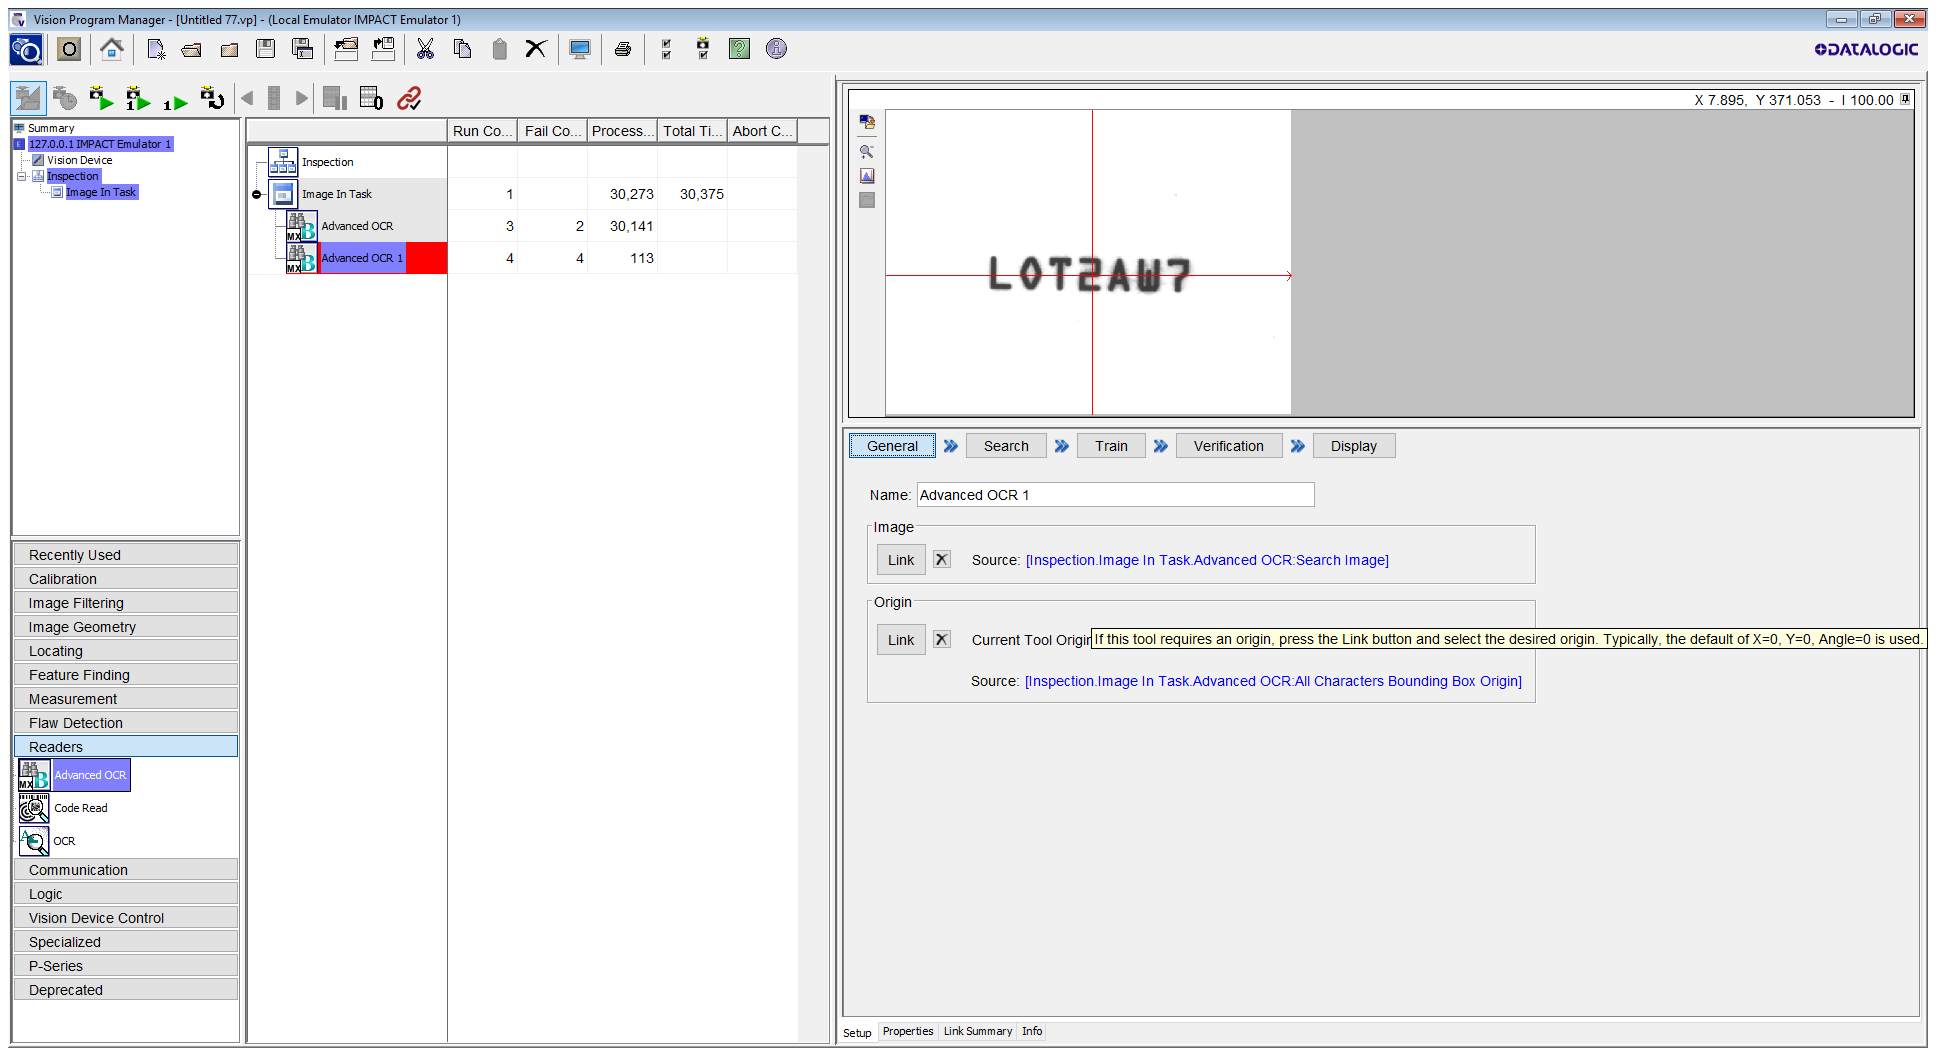 Vision Program Manager - [Untitled 77.vp] - (Local Emulator IMPACT Emulator 1)
DATALOGIC
Summary
127.0.0.1 IMPACT Emulator 1
Vision Device
Inspection
Image In Task
Run Co... Fail Co... Process... Total Ti... Abort C...
Inspection
Image In Task 1 30,273 30,375
Advanced OCR 3 2 30,141
Advanced OCR 1 4 4 113
X 7.895, Y 371.053 - I 100.00
LOT2AW7
General Search Train Verification Display
Name: Advanced OCR 1
Image
Link Source: [Inspection.Image In Task.Advanced OCR:Search Image]
Origin
Link Current Tool Origin
If this tool requires an origin, press the Link button and select the desired origin. Typically, the default of X=0, Y=0, Angle=0 is used.
Source: [Inspection.Image In Task.Advanced OCR:All Characters Bounding Box Origin]
Recently Used
Calibration
Image Filtering
Image Geometry
Locating
Feature Finding
Measurement
Flaw Detection
Readers
Advanced OCR
Code Read
OCR
Communication
Logic
Vision Device Control
Specialized
P-Series
Deprecated
Setup Properties Link Summary Info